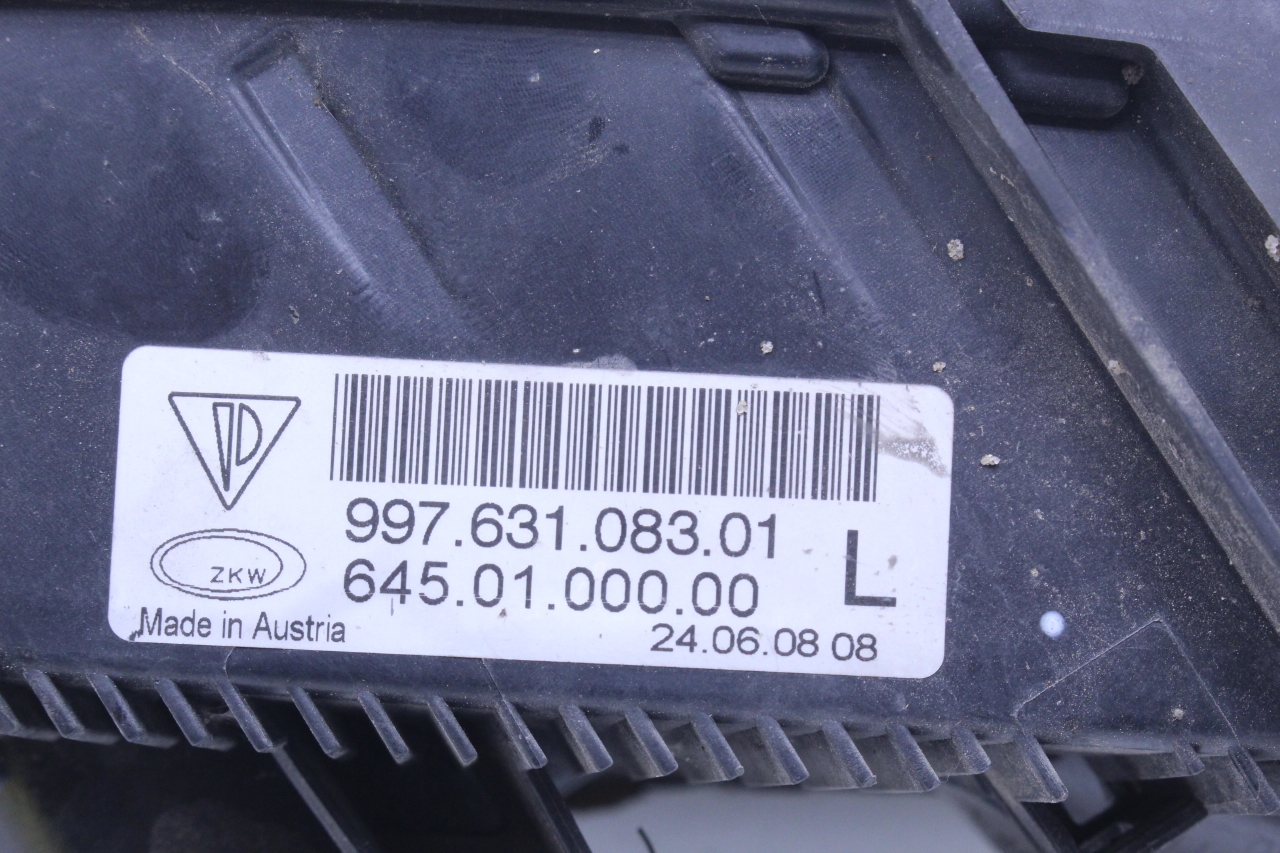 997.631.083.01
645.01.000.00
L
ZKW
Made in Austria
24.06.08 08